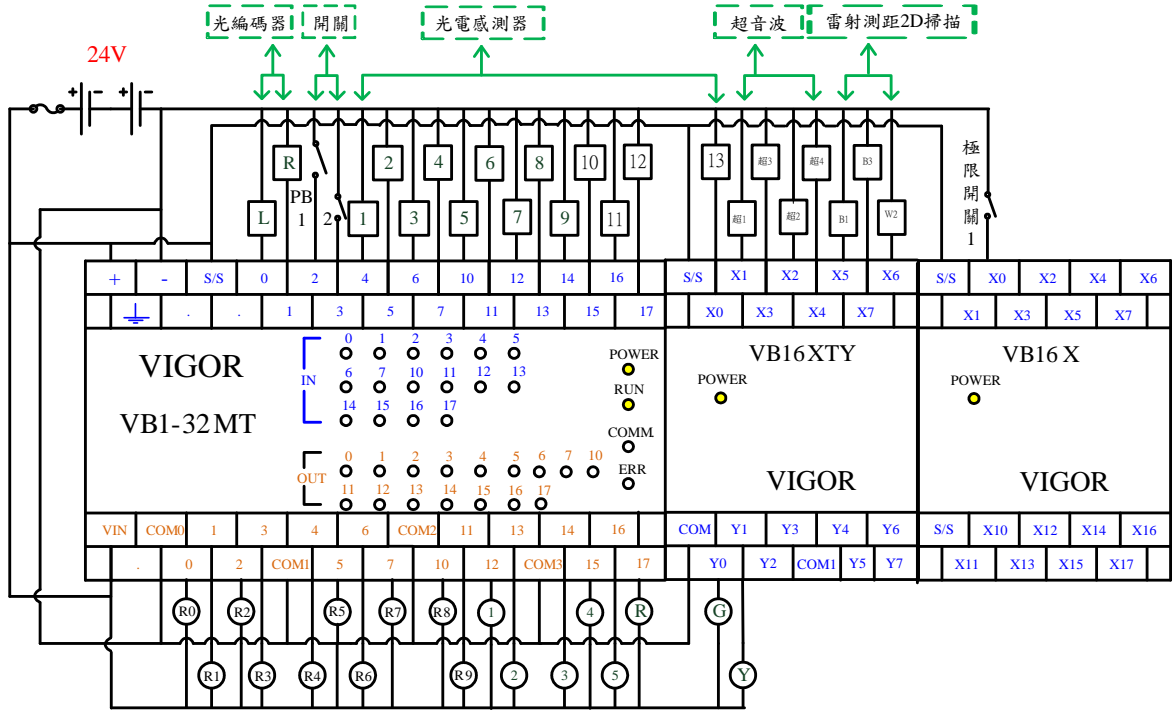 光編碼器 開關 光電感測器 超音波 雷射測距2D掃描
24V
+ - + -
R 2 4 6 8 10 12 13 超3 超4 B3
PB
1 2
L 1 3 5 7 9 11 超1 超2 B1 W2
極限開關1
+ - S/S 0 2 4 6 10 12 14 16 S/S X1 X2 X5 X6 S/S X0 X2 X4 X6
. . 1 3 5 7 11 13 15 17 X0 X3 X4 X7 X1 X3 X5 X7
VIGOR
VB1-32MT
IN
0 1 2 3 4 5
6 7 10 11 12 13
14 15 16 17
OUT
0 1 2 3 4 5 6 7 10
11 12 13 14 15 16 17
POWER
RUN
COMM.
ERR
VB16XTY
POWER
VIGOR
VB16X
POWER
VIGOR
VIN COM0 1 3 4 6 COM2 11 13 14 16 COM Y1 Y3 Y4 Y6 S/S X10 X12 X14 X16
. 0 2 COM1 5 7 10 12 COM3 15 17 Y0 Y2 COM1 Y5 Y7 X11 X13 X15 X17
R0 R2 R5 R7 R8 1 4 R G
R1 R3 R4 R6 R9 2 3 5 Y